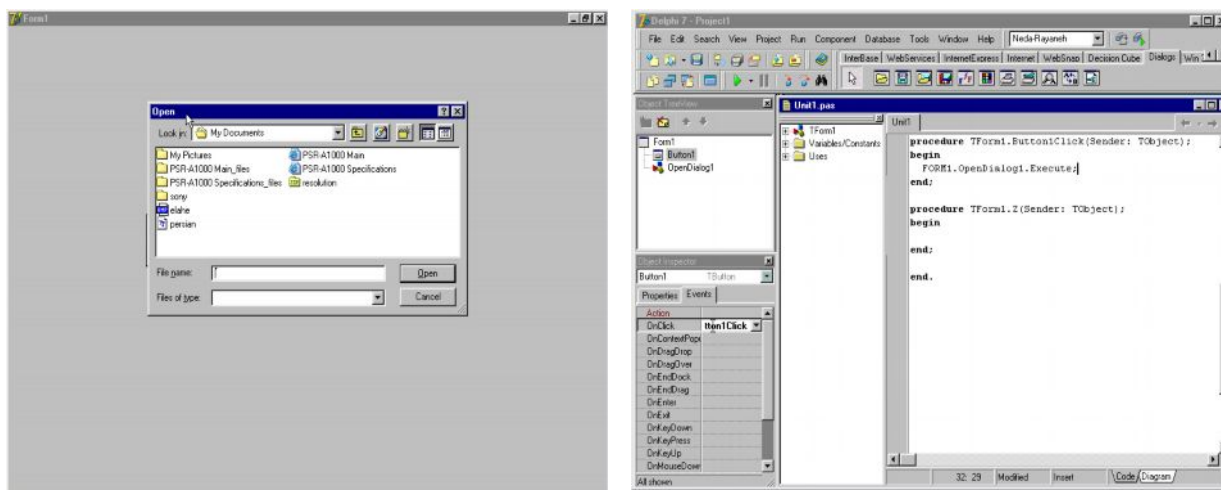 Form1
Open
Look in: My Documents
My Pictures
PSR-A1000 Main_files
PSR-A1000 Specifications_files
sony
elahe
persian
PSR-A1000 Main
PSR-A1000 Specifications
resolution
File name:
Open
Files of type:
Cancel
Delphi 7 - Project1
File Edit Search View Project Run Component Database Tools Window Help Neda-Rayaneh
InterBase WebServices InternetExpress Internet WebSnap Decision Cube Dialogs Win
Object TreeView
Form1
Button1
OpenDialog1
Object Inspector
Button1 TButton
Properties Events
Action
OnClick tton1Click
OnContextPopu
OnDragDrop
OnDragOver
OnEndDock
OnEndDrag
OnEnter
OnExit
OnKeyDown
OnKeyPress
OnKeyUp
OnMouseDown
All shown
Unit1.pas
TForm1
Variables/Constants
Uses
Unit1
procedure TForm1.Button1Click(Sender: TObject);
begin
FORM1.OpenDialog1.Execute;
end;
procedure TForm1.Z(Sender: TObject);
begin
end;
end.
32: 29 Modified Insert Code Diagram